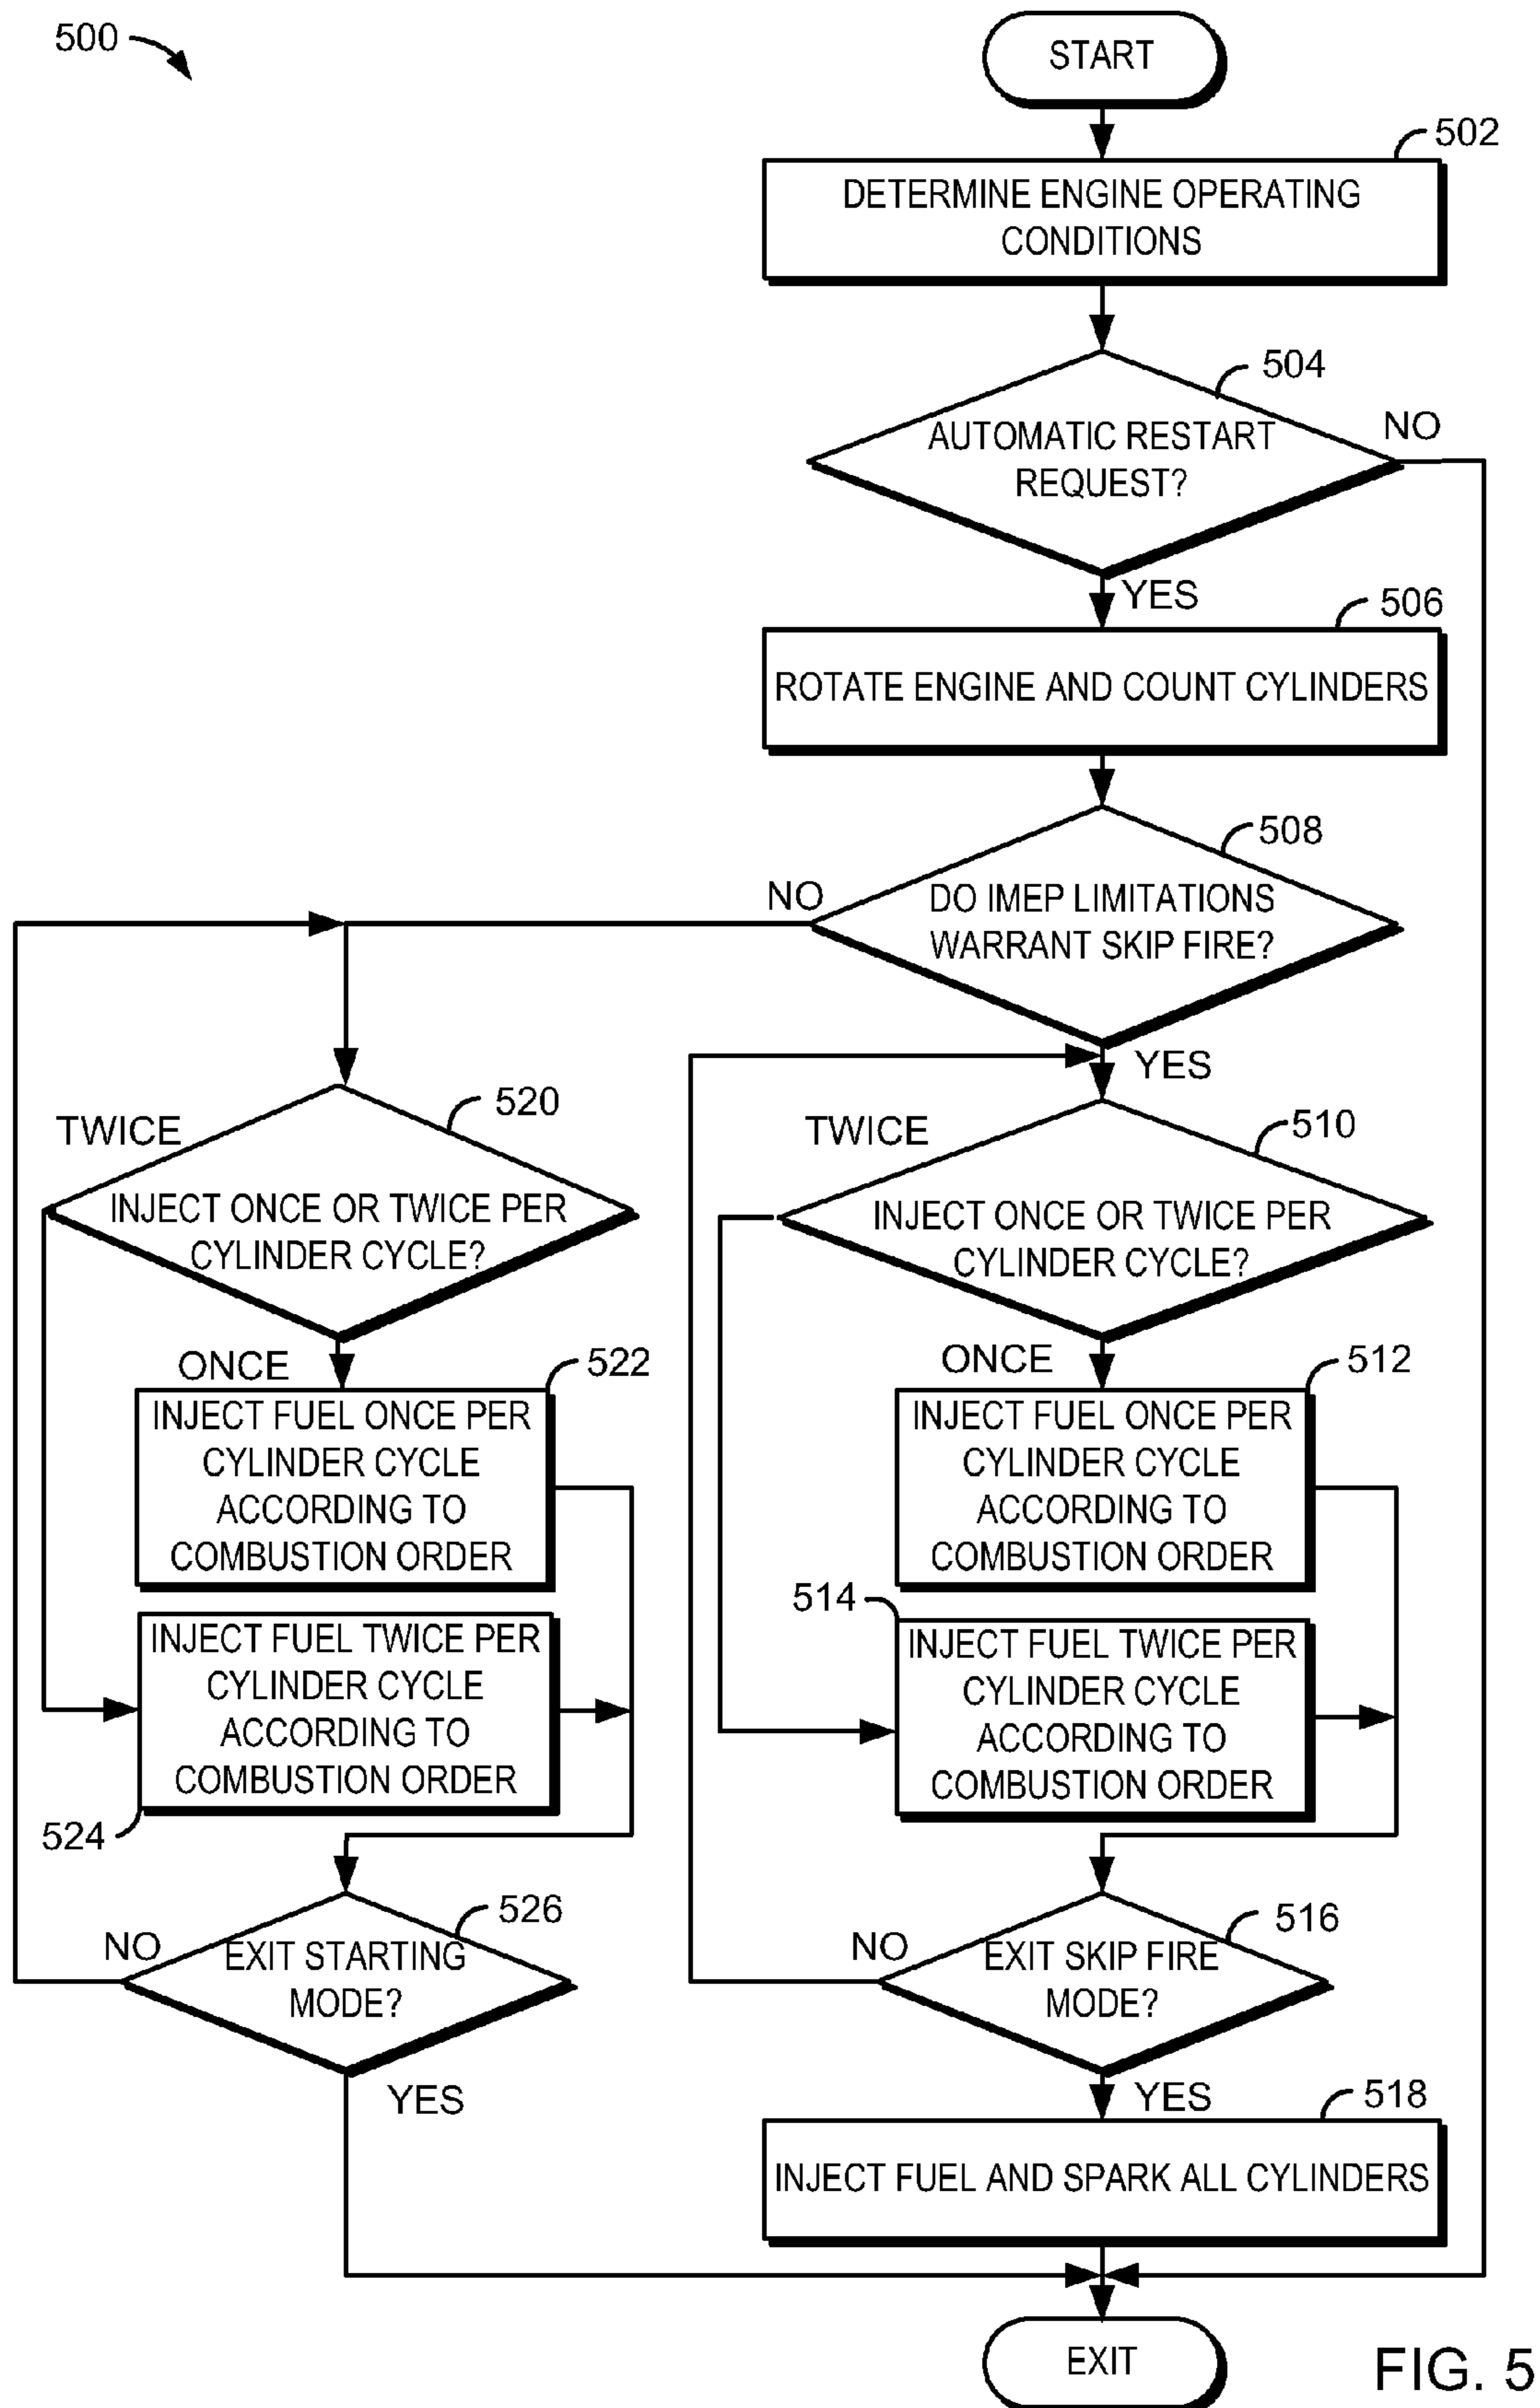 500
START
502
DETERMINE ENGINE OPERATING
CONDITIONS
504
AUTOMATIC RESTART
REQUEST?
NO
YES
506
ROTATE ENGINE AND COUNT CYLINDERS
508
NO
DO IMEP LIMITATIONS
WARRANT SKIP FIRE?
YES
520
TWICE
INJECT ONCE OR TWICE PER
CYLINDER CYCLE?
510
TWICE
INJECT ONCE OR TWICE PER
CYLINDER CYCLE?
ONCE
522
INJECT FUEL ONCE PER
CYLINDER CYCLE
ACCORDING TO
COMBUSTION ORDER
ONCE
512
INJECT FUEL ONCE PER
CYLINDER CYCLE
ACCORDING TO
COMBUSTION ORDER
INJECT FUEL TWICE PER
CYLINDER CYCLE
ACCORDING TO
COMBUSTION ORDER
524
514
INJECT FUEL TWICE PER
CYLINDER CYCLE
ACCORDING TO
COMBUSTION ORDER
526
NO
EXIT STARTING
MODE?
YES
516
NO
EXIT SKIP FIRE
MODE?
YES
518
INJECT FUEL AND SPARK ALL CYLINDERS
EXIT
FIG. 5